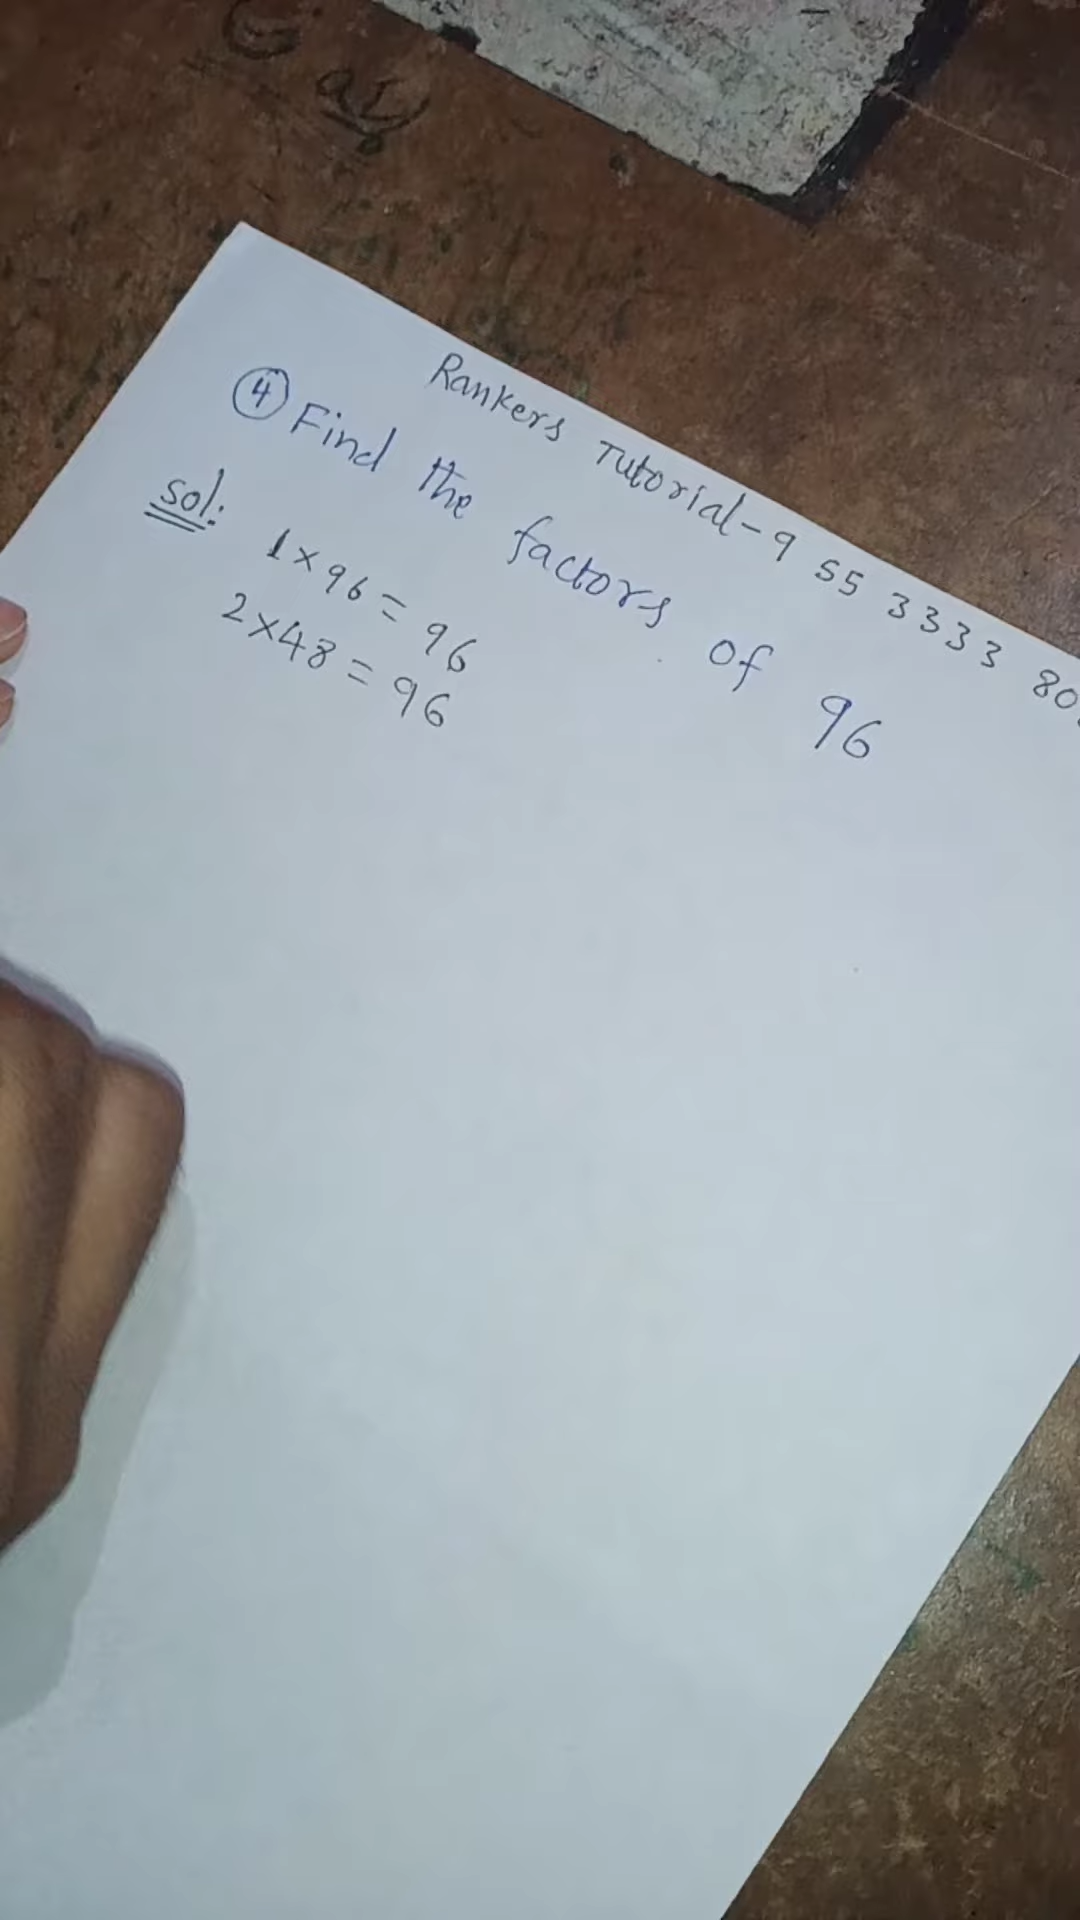 Rankers Tutorial-9 55 3333 80
④ Find the factors of 96
Sol:
1×96 = 96
2×48 = 96